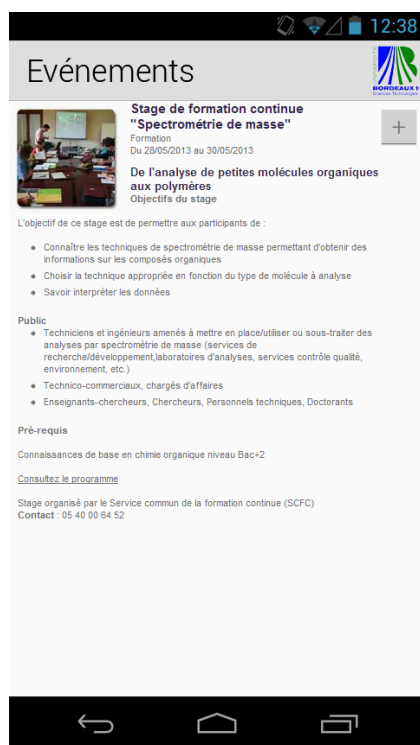 12:38
Evénements
UNIVERSITÉ
BORDEAUX 1
Sciences Technologies
Stage de formation continue
"Spectrométrie de masse"
+
Formation
Du 28/05/2013 au 30/05/2013
De l'analyse de petites molécules organiques
aux polymères
Objectifs du stage
L'objectif de ce stage est de permettre aux participants de :
Connaître les techniques de spectrométrie de masse permettant d'obtenir des
informations sur les composés organiques
Choisir la technique appropriée en fonction du type de molécule à analyse
Savoir interpréter les données
Public
Techniciens et ingénieurs amenés à mettre en place/utiliser ou sous-traiter des
analyses par spectrométrie de masse (services de
recherche/développement,laboratoires d'analyses, services contrôle qualité,
environnement, etc.)
Technico-commerciaux, chargés d'affaires
Enseignants-chercheurs, Chercheurs, Personnels techniques, Doctorants
Pré-requis
Connaissances de base en chimie organique niveau Bac+2
Consultez le programme
Stage organisé par le Service commun de la formation continue (SCFC)
Contact : 05 40 00 64 52